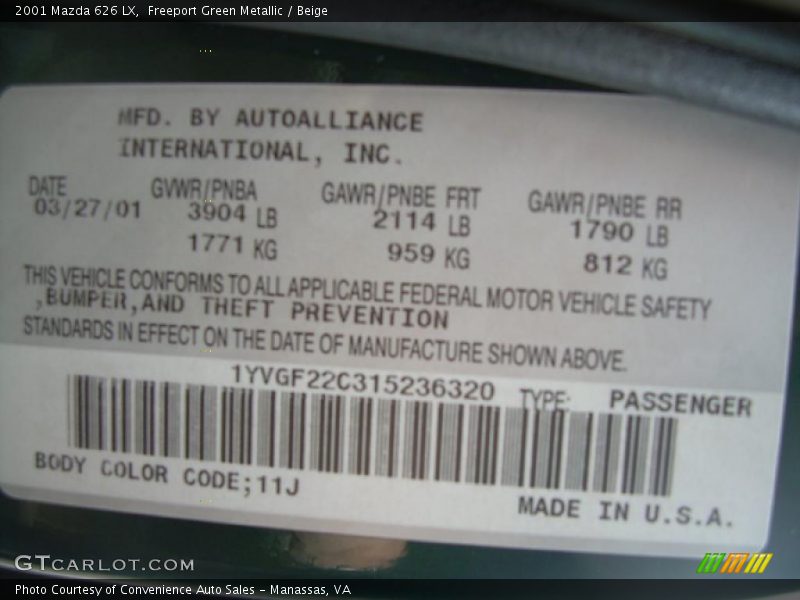 2001 Mazda 626 LX,  Freeport Green Metallic / Beige
MFD. BY AUTOALLIANCE
INTERNATIONAL, INC.
DATE GVWR/PNBA GAWR/PNBE FRT GAWR/PNBE RR
03/27/01 3904 LB 2114 LB 1790 LB
1771 KG 959 KG 812 KG
THIS VEHICLE CONFORMS TO ALL APPLICABLE FEDERAL MOTOR VEHICLE SAFETY
,BUMPER,AND THEFT PREVENTION
STANDARDS IN EFFECT ON THE DATE OF MANUFACTURE SHOWN ABOVE.
1YVGF22C315236320 TYPE: PASSENGER
BODY COLOR CODE;11J
MADE IN U.S.A.
GTCARLOT.COM
Photo Courtesy of Convenience Auto Sales - Manassas, VA